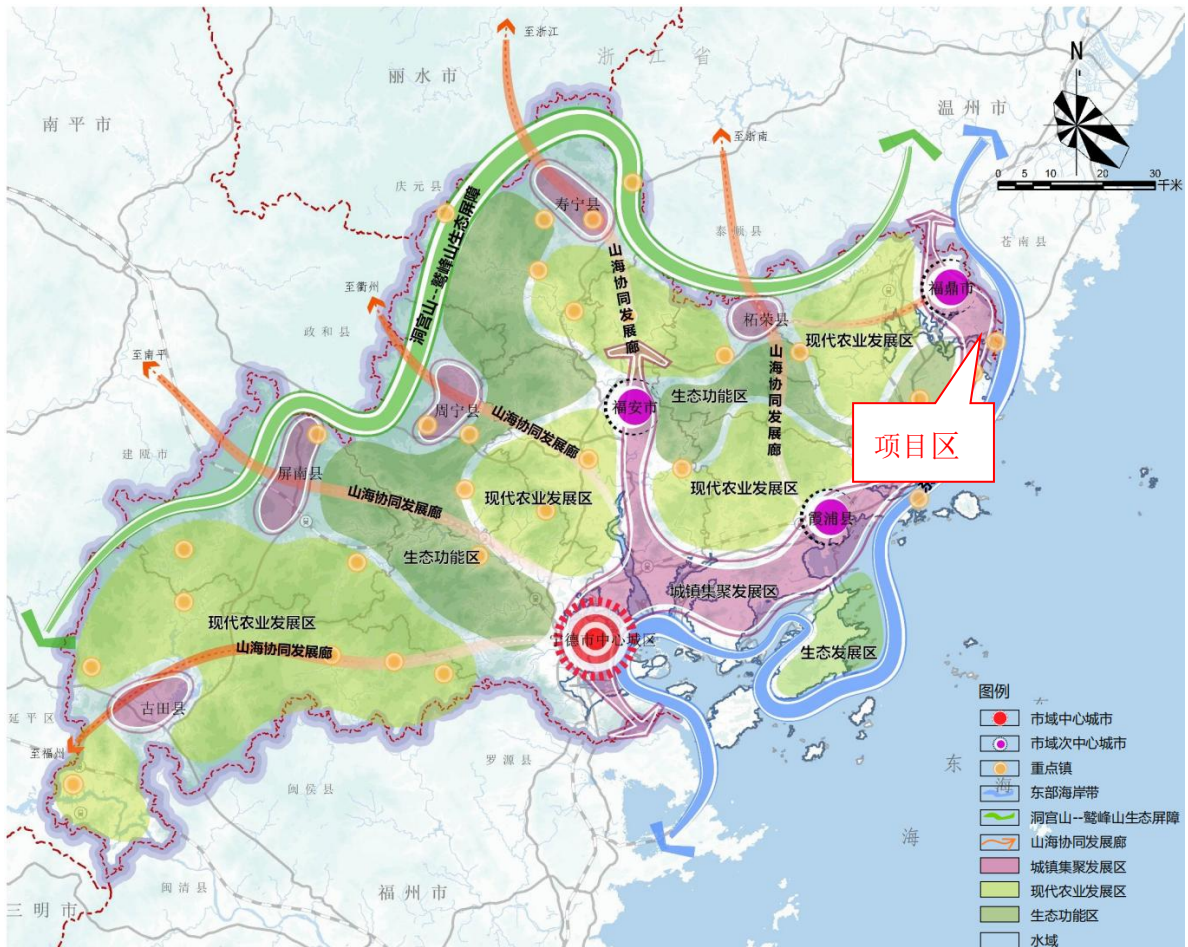 至浙江
浙江省
丽水市
南平市
温州市
N
0 5 10 20 30
千米
至浙南
庆元县
寿宁县
泰顺县
苍南县
洞宫山--鹫峰山生态屏障
山海协同发展廊
福鼎市
至衢州
政和县
柘荣县
现代农业发展区
至南平
山海协同发展廊
生态功能区
福安市
周宁县
山海协同发展廊
项目区
建阪市
屏南县
现代农业发展区
现代农业发展区
山海协同发展廊
霞浦县
东
生态功能区
城镇集聚发展区
现代农业发展区
宁德市中心城区
山海协同发展廊
生态发展区
古田县
延平区
至福州
罗源县
闽侯县
闽清县
福州市
三明市
东
海
东
海
图例
市域中心城市
市域次中心城市
重点镇
东部海岸带
洞宫山--鹫峰山生态屏障
山海协同发展廊
城镇集聚发展区
现代农业发展区
生态功能区
水域